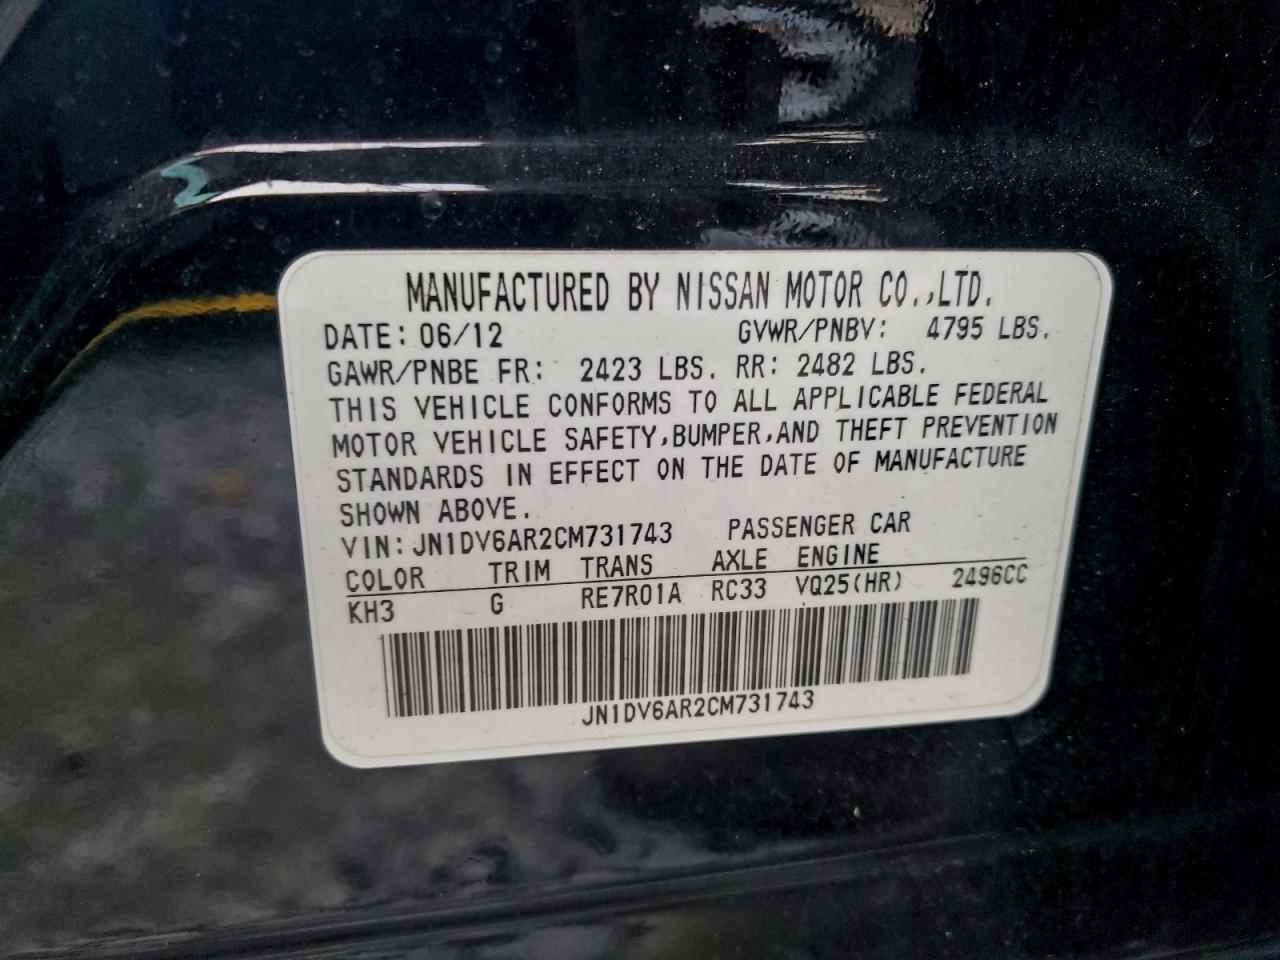 MANUFACTURED BY NISSAN MOTOR CO.,LTD.
DATE: 06/12 GVWR/PNBV: 4795 LBS.
GAWR/PNBE FR: 2423 LBS. RR: 2482 LBS.
THIS VEHICLE CONFORMS TO ALL APPLICABLE FEDERAL
MOTOR VEHICLE SAFETY,BUMPER,AND THEFT PREVENTION
STANDARDS IN EFFECT ON THE DATE OF MANUFACTURE
SHOWN ABOVE.
VIN: JN1DV6AR2CM731743 PASSENGER CAR
COLOR TRIM TRANS AXLE ENGINE
KH3 G RE7R01A RC33 VQ25(HR) 2496CC
JN1DV6AR2CM731743